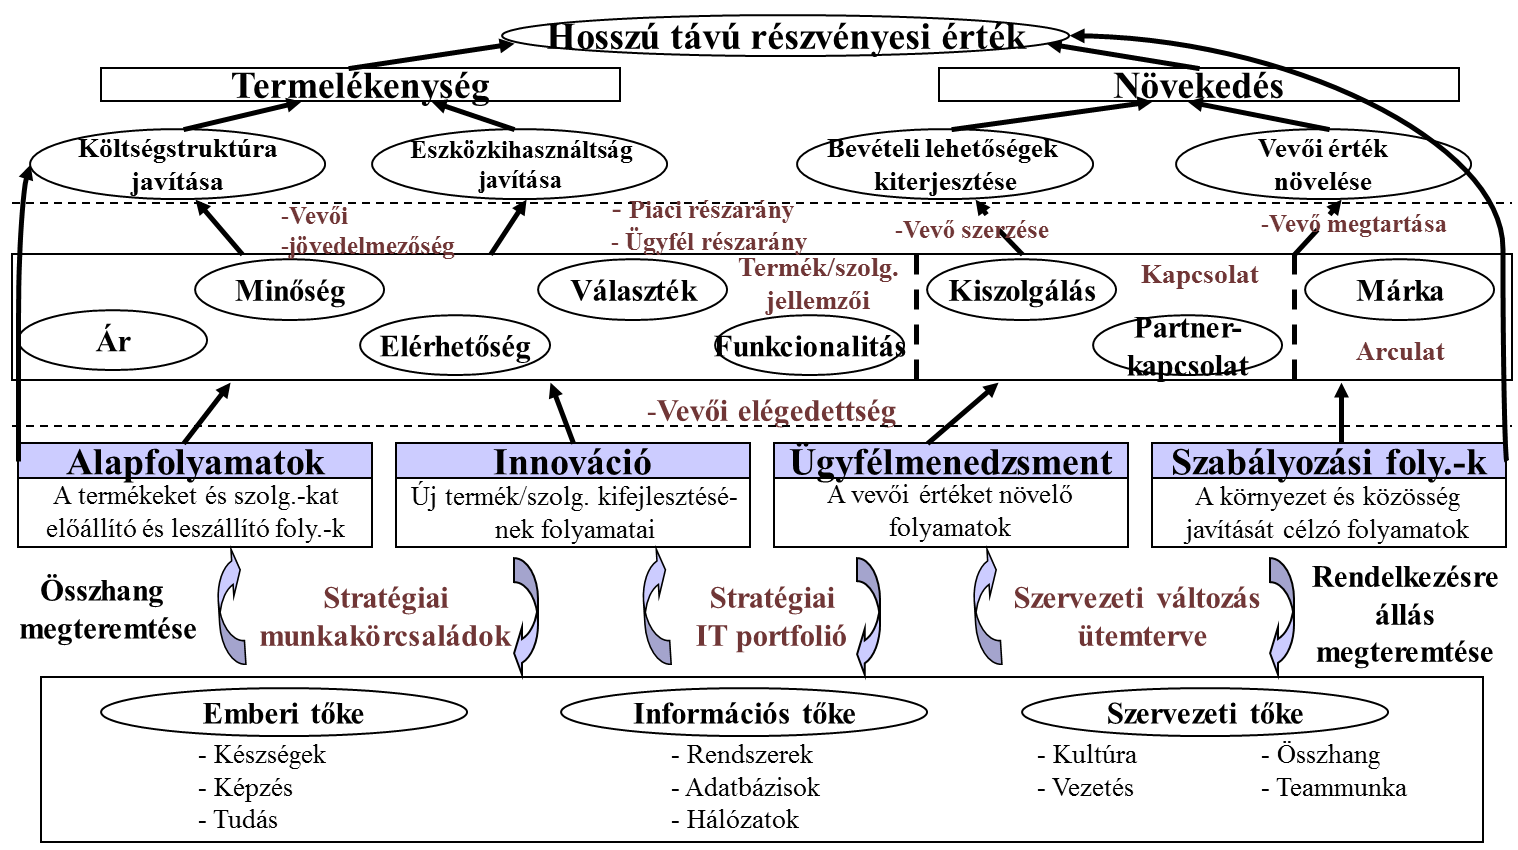 Hosszú távú részvényesi érték
Termelékenység
Növekedés
Költségstruktúra
javítása
Eszközkihasználtság
javítása
Bevételi lehetőségek
kiterjesztése
Vevői érték
növelése
-Vevői
-jövedelmezőség
- Piaci részarány
- Ügyfél részarány
-Vevő szerzése
-Vevő megtartása
Minőség
Választék
Termék/szolg.
jellemzői
Kiszolgálás
Kapcsolat
Márka
Ár
Elérhetőség
Funkcionalitás
Partner-
kapcsolat
Arculat
-Vevői elégedettség
Alapfolyamatok
A termékeket és szolg.-kat
előállító és leszállító foly.-k
Innováció
Új termék/szolg. kifejlesztésé-
nek folyamatai
Ügyfélmenedzsment
A vevői értéket növelő
folyamatok
Szabályozási foly.-k
A környezet és közösség
javítását célzó folyamatok
Összhang
megteremtése
Stratégiai
munkakörcsaládok
Stratégiai
IT portfolió
Szervezeti változás
ütemterve
Rendelkezésre
állás
megteremtése
Emberi tőke
- Készségek
- Képzés
- Tudás
Információs tőke
- Rendszerek
- Adatbázisok
- Hálózatok
Szervezeti tőke
- Kultúra
- Vezetés
- Összhang
- Teammunka